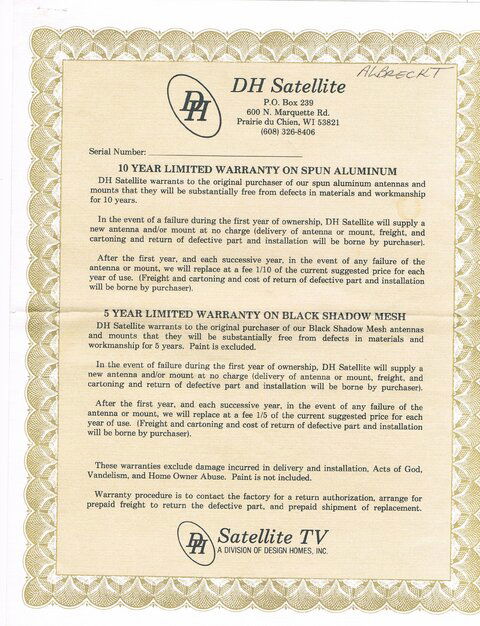 ALBRECKT
DH
DH Satellite
P.O. Box 239
600 N. Marquette Rd.
Prairie du Chien, WI 53821
(608) 326-8406
Serial Number:
10 YEAR LIMITED WARRANTY ON SPUN ALUMINUM
DH Satellite warrants to the original purchaser of our spun aluminum antennas and
mounts that they will be substantially free from defects in materials and workmanship
for 10 years.
In the event of a failure during the first year of ownership, DH Satellite will supply a
new antenna and/or mount at no charge (delivery of antenna or mount, freight, and
cartoning and return of defective part and installation will be borne by purchaser).
After the first year, and each successive year, in the event of any failure of the
antenna or mount, we will replace at a fee 1/10 of the current suggested price for each
year of use. (Freight and cartoning and cost of return of defective part and installation
will be borne by purchaser).
5 YEAR LIMITED WARRANTY ON BLACK SHADOW MESH
DH Satellite warrants to the original purchaser of our Black Shadow Mesh antennas
and mounts that they will be substantially free from defects in materials and
workmanship for 5 years. Paint is excluded.
In the event of failure during the first year of ownership, DH Satellite will supply a
new antenna and/or mount at no charge (delivery of antenna or mount, freight, and
cartoning and return of defective part and installation will be borne by purchaser).
After the first year, and each successive year, in the event of any failure of the
antenna or mount, we will replace at a fee 1/5 of the current suggested price for each
year of use. (Freight and cartoning and cost of return of defective part and installation
will be borne by purchaser).
These warranties exclude damage incurred in delivery and installation, Acts of God,
Vandelism, and Home Owner Abuse. Paint is not included.
Warranty procedure is to contact the factory for a return authorization, arrange for
prepaid freight to return the defective part, and prepaid shipment of replacement.
DH
Satellite TV
A DIVISION OF DESIGN HOMES, INC.